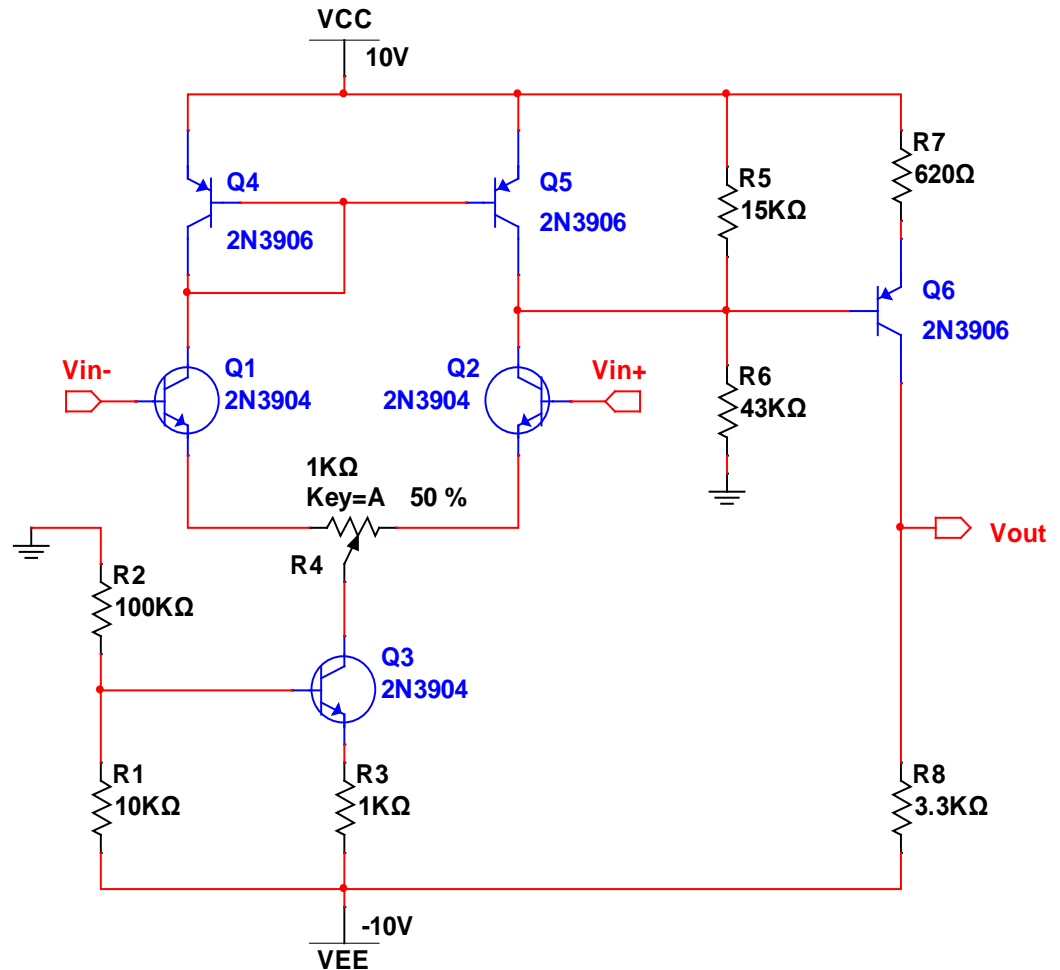 VCC
10V
Q4
2N3906
Q5
2N3906
R5
15KΩ
R7
620Ω
Q6
2N3906
Vin-
Q1
2N3904
Q2
2N3904
Vin+
R6
43KΩ
1KΩ
Key=A 50 %
R4
Vout
R2
100KΩ
Q3
2N3904
R1
10KΩ
R3
1KΩ
R8
3.3KΩ
-10V
VEE